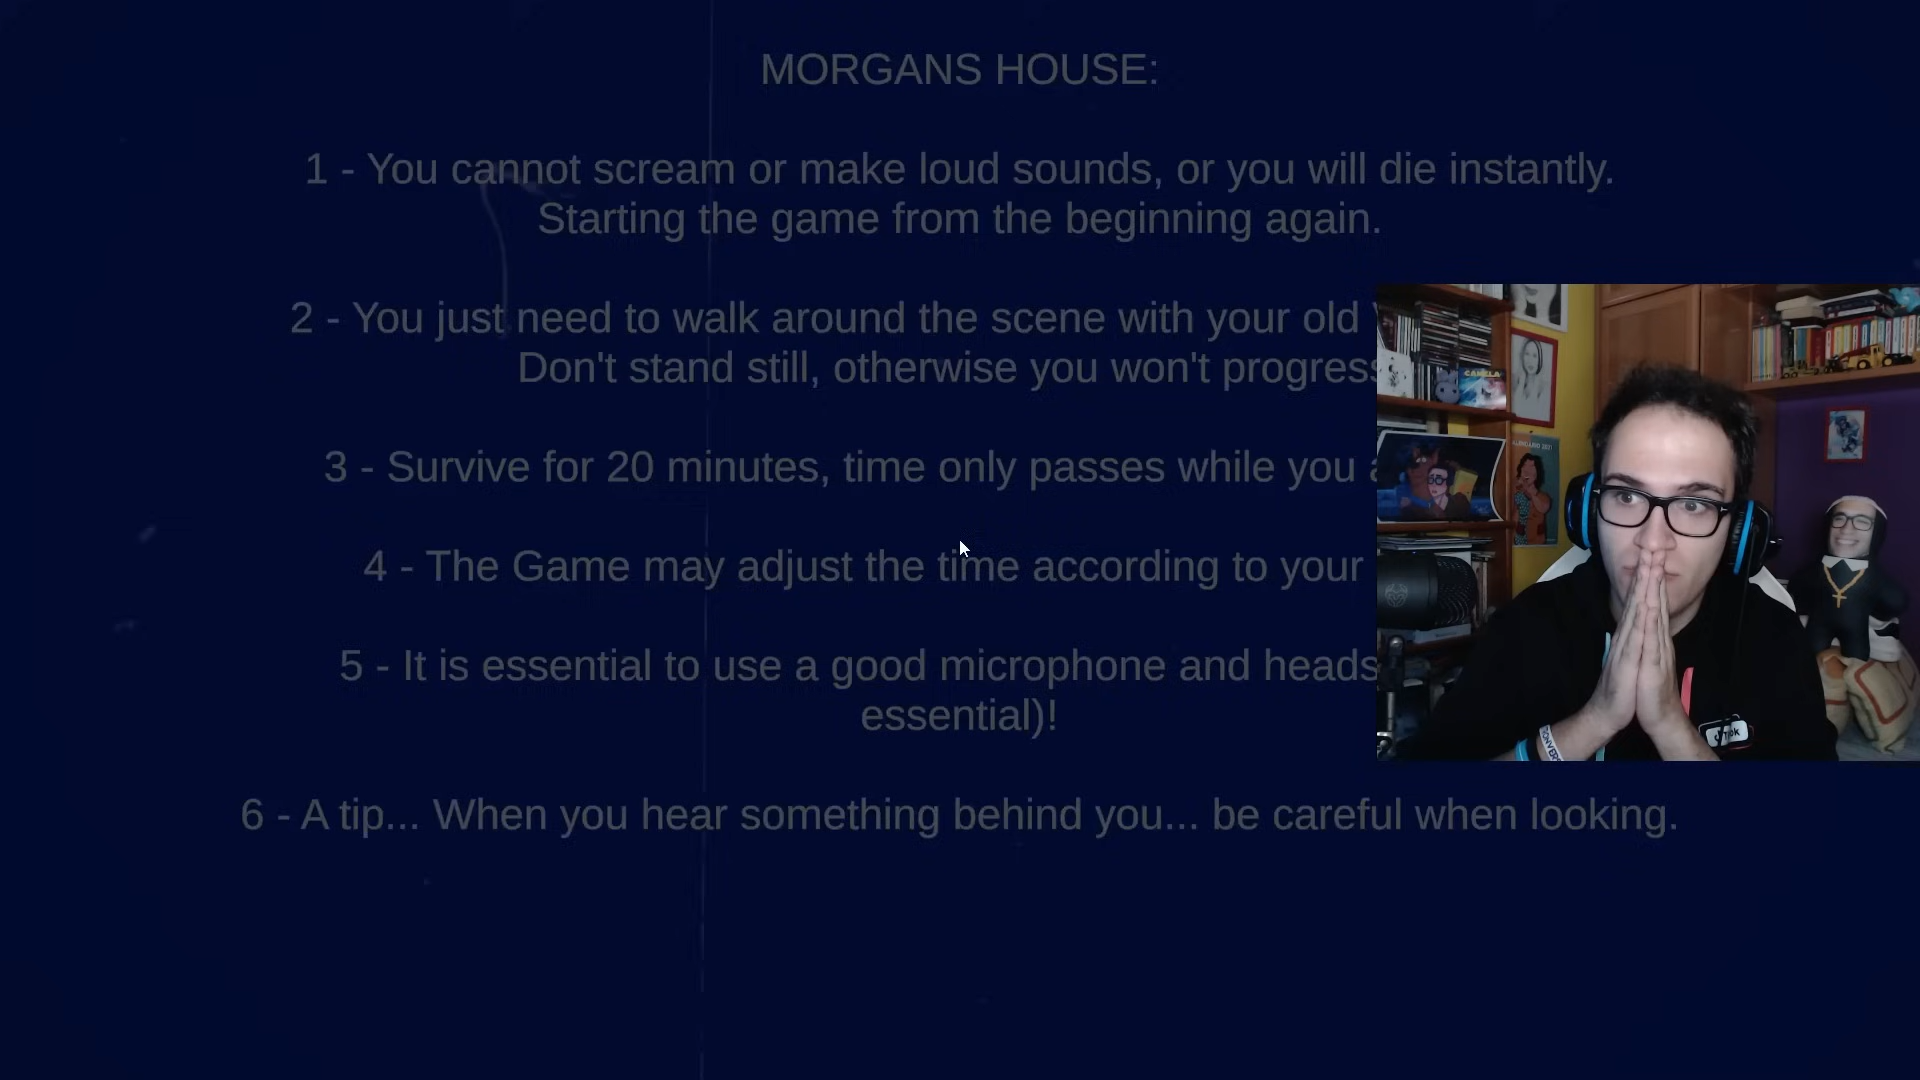 MORGANS HOUSE:
1 - You cannot scream or make loud sounds, or you will die instantly.
Starting the game from the beginning again.
2 - You just need to walk around the scene with your old
Don't stand still, otherwise you won't progress
3 - Survive for 20 minutes, time only passes while you
4 - The Game may adjust the time according to your
5 - It is essential to use a good microphone and heads
essential)!
6 - A tip... When you hear something behind you... be careful when looking.